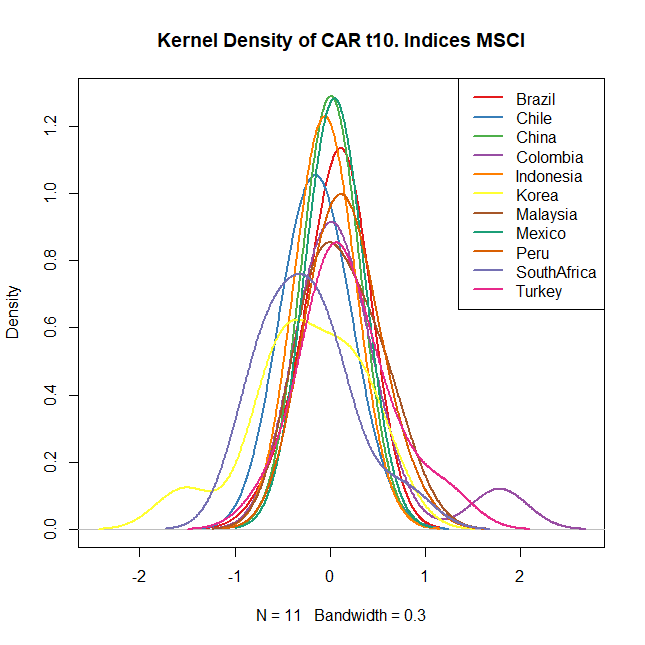 Kernel Density of CAR t10. Indices MSCI
Brazil
Chile
China
Colombia
Indonesia
Korea
Malaysia
Mexico
Peru
SouthAfrica
Turkey
Density
1.2
1.0
0.8
0.6
0.4
0.2
0.0
-2 -1 0 1 2
N = 11 Bandwidth = 0.3